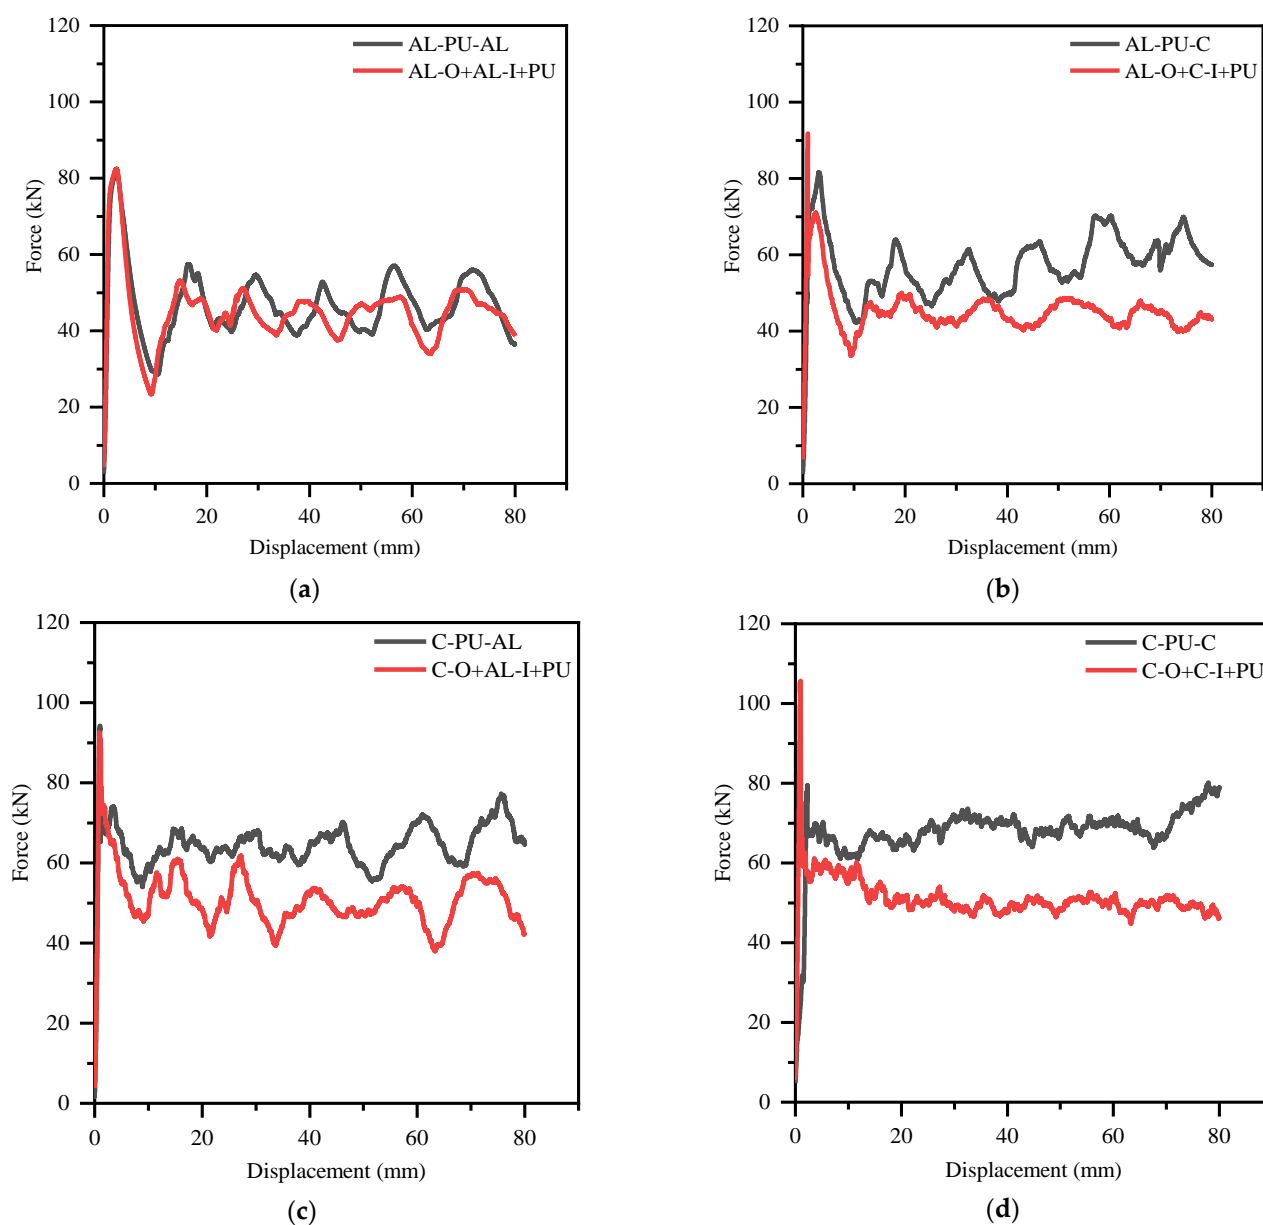 120
100
80
60
40
20
0
Force (kN)
AL-PU-AL
AL-O+AL-I+PU
0 20 40 60 80
Displacement (mm)
(a)
120
100
80
60
40
20
0
Force (kN)
AL-PU-C
AL-O+C-I+PU
0 20 40 60 80
Displacement (mm)
(b)
120
100
80
60
40
20
0
Force (kN)
C-PU-AL
C-O+AL-I+PU
0 20 40 60 80
Displacement (mm)
(c)
120
100
80
60
40
20
0
Force (kN)
C-PU-C
C-O+C-I+PU
0 20 40 60 80
Displacement (mm)
(d)